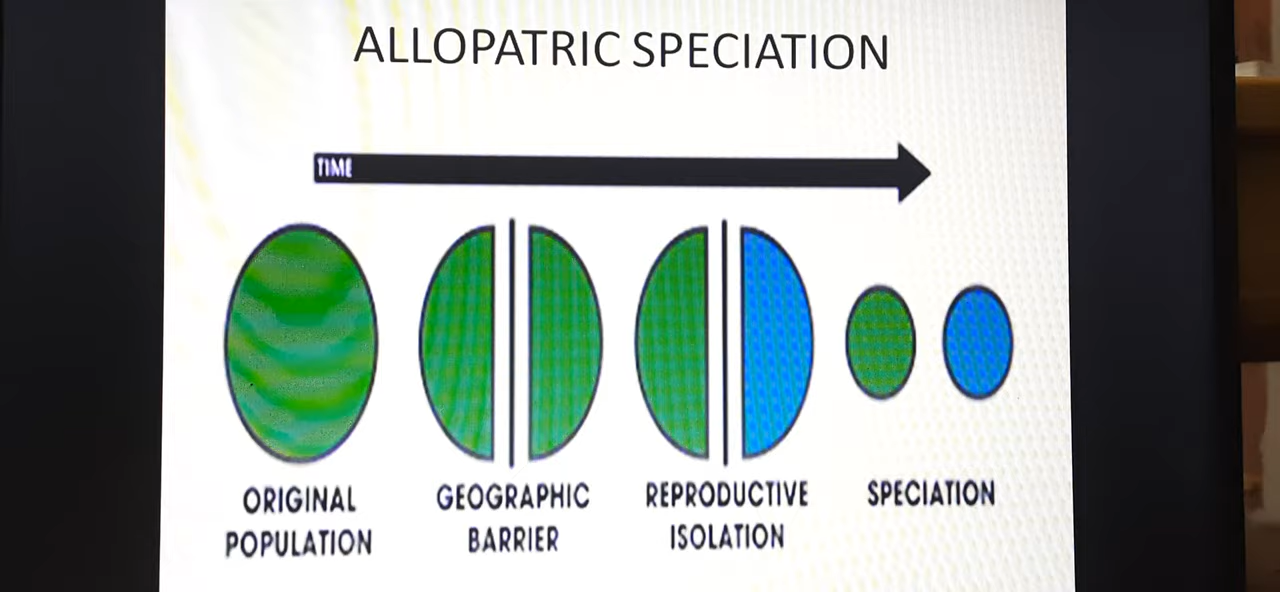 ALLOPATRIC SPECIATION
TIME
ORIGINAL
POPULATION
GEOGRAPHIC
BARRIER
REPRODUCTIVE
ISOLATION
SPECIATION